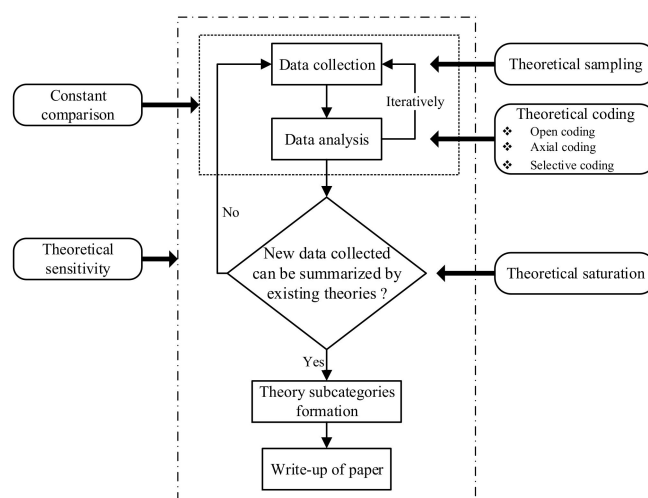 Data collection
Theoretical sampling
Constant
comparison
Iteratively
Data analysis
Theoretical coding
❖ Open coding
❖ Axial coding
❖ Selective coding
No
Theoretical
sensitivity
New data collected
can be summarized by
existing theories ?
Theoretical saturation
Yes
Theory subcategories
formation
Write-up of paper